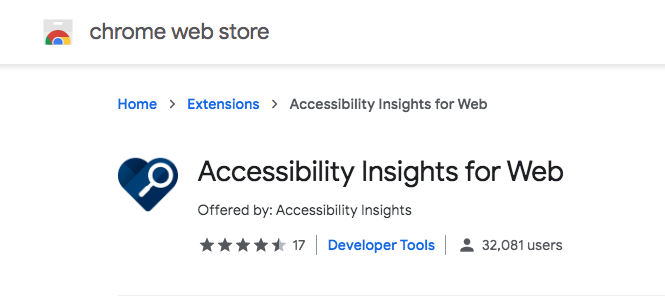 chrome web store
Home > Extensions > Accessibility Insights for Web
Accessibility Insights for Web
Offered by: Accessibility Insights
17 | Developer Tools | 32,081 users